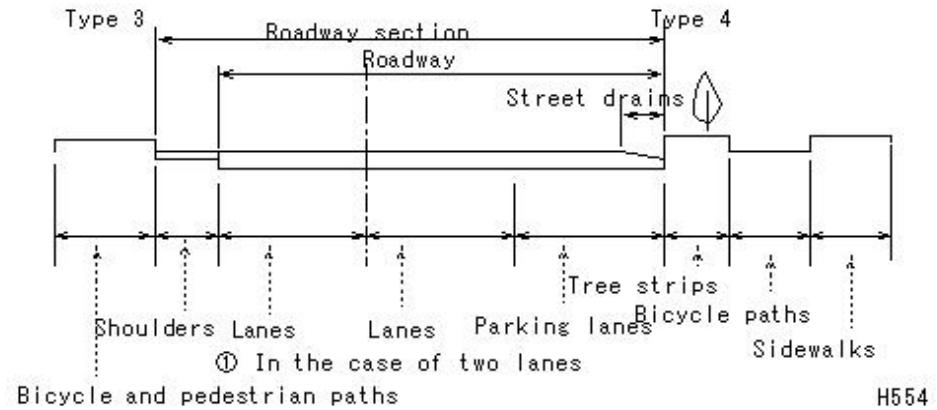 Type 3
Type 4
Roadway section
Roadway
Street drains
Tree strips
Bicycle paths
Shoulders
Lanes
Lanes
Parking lanes
Sidewalks
① In the case of two lanes
Bicycle and pedestrian paths
H554